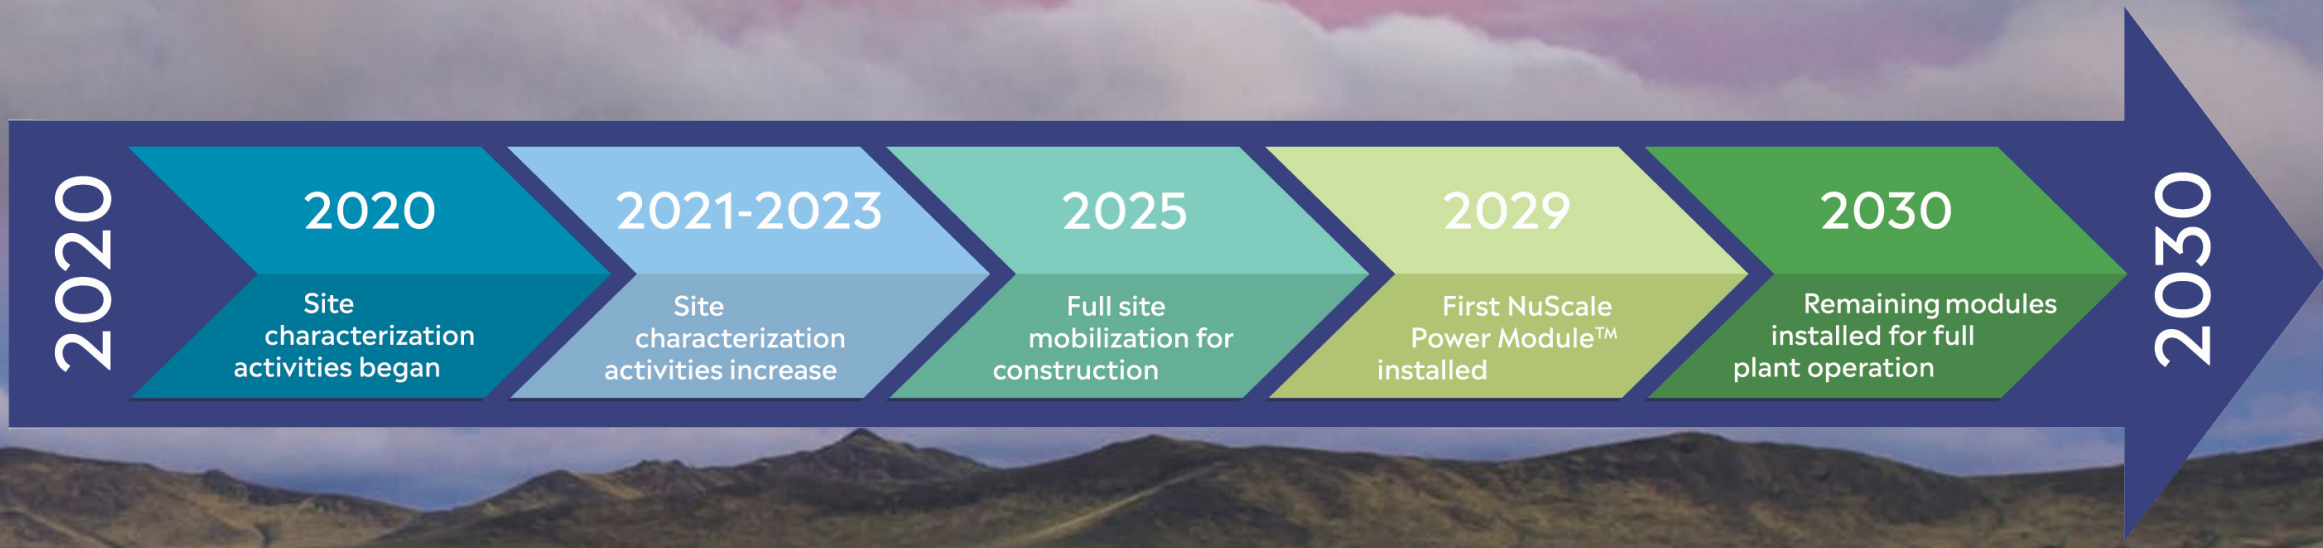 2020
2020
Site
characterization
activities began
2021-2023
Site
characterization
activities increase
2025
Full site
mobilization for
construction
2029
First NuScale
Power Module™
installed
2030
Remaining modules
installed for full
plant operation
2030